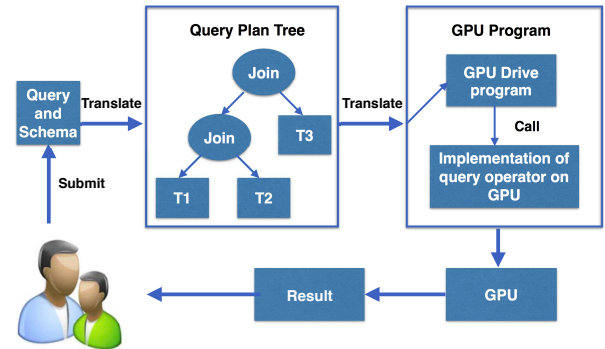 Query Plan Tree
GPU Program
Query
and
Schema
Translate
Join
Join
T3
T1
T2
Translate
GPU Drive
program
Call
Implementation of
query operator on
GPU
Submit
Result
GPU